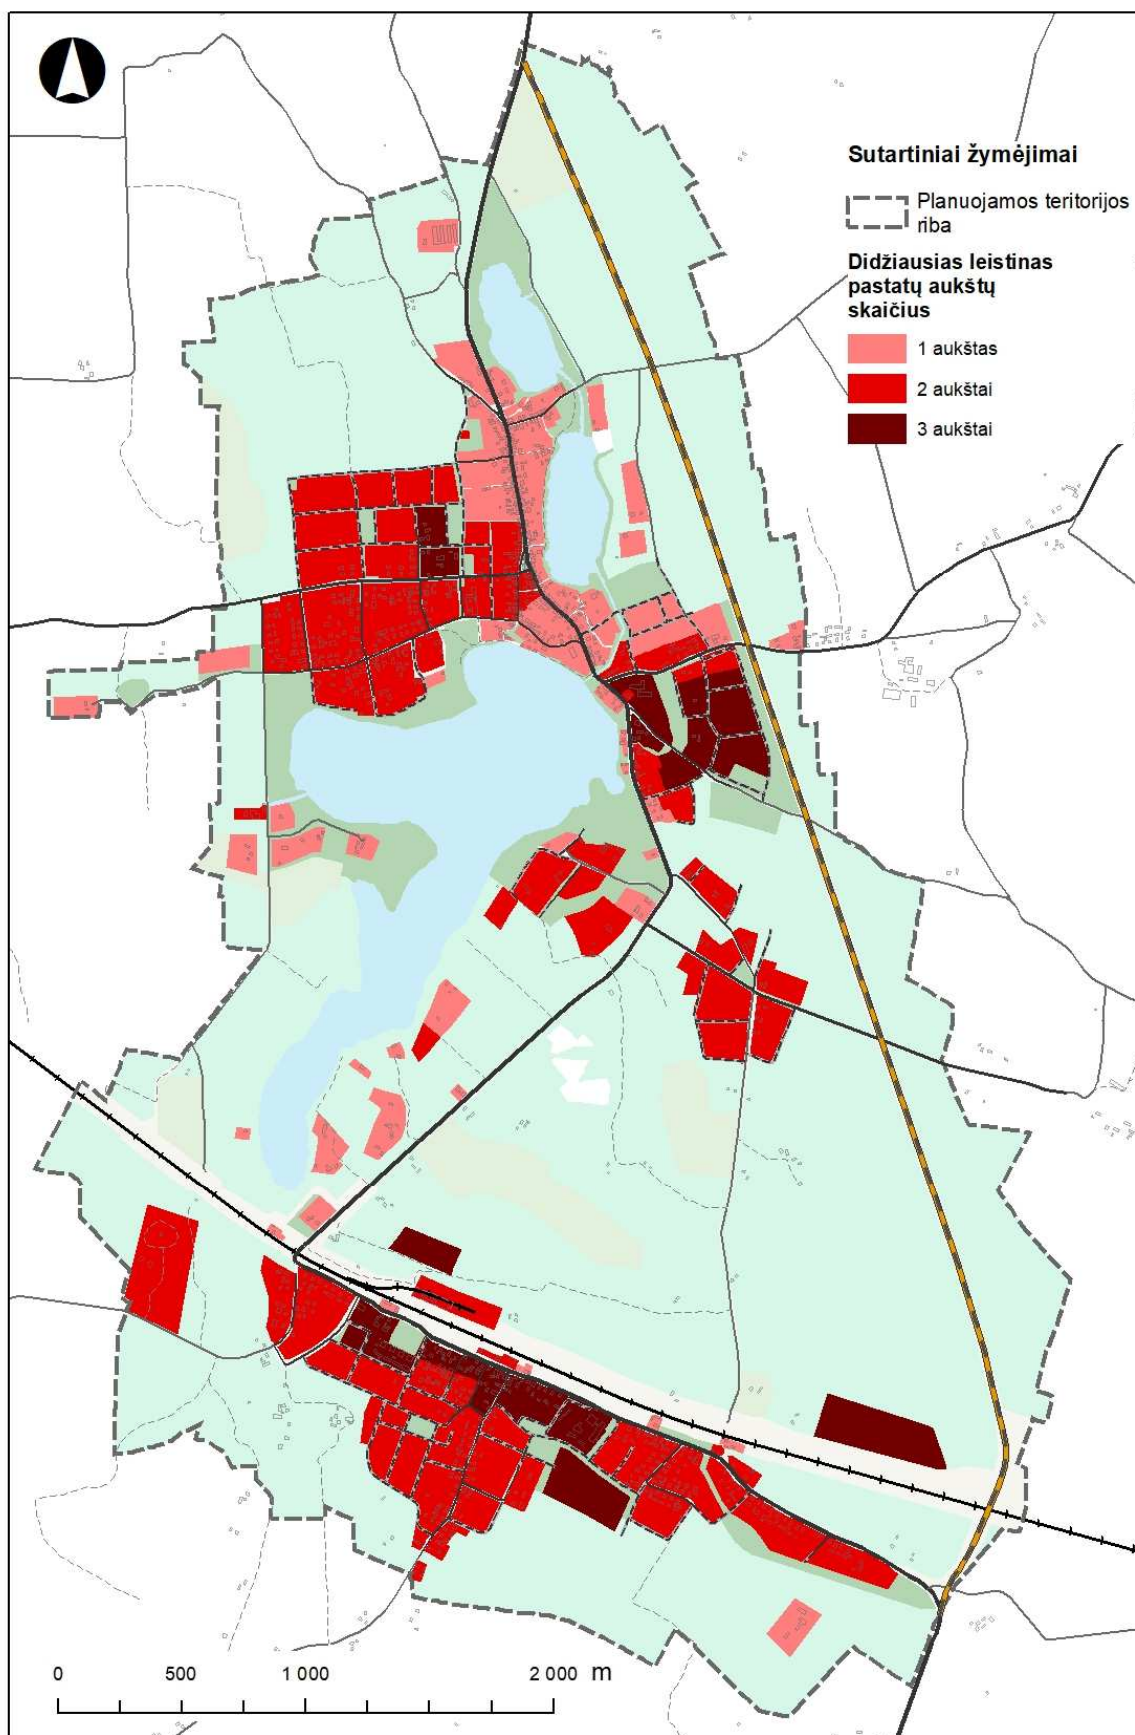 Sutartiniai žymėjimai
Planuojamos teritorijos
riba
Didžiausias leistinas
pastatų aukštų
skaičius
1 aukštas
2 aukštai
3 aukštai
0 500 1 000 2 000 m